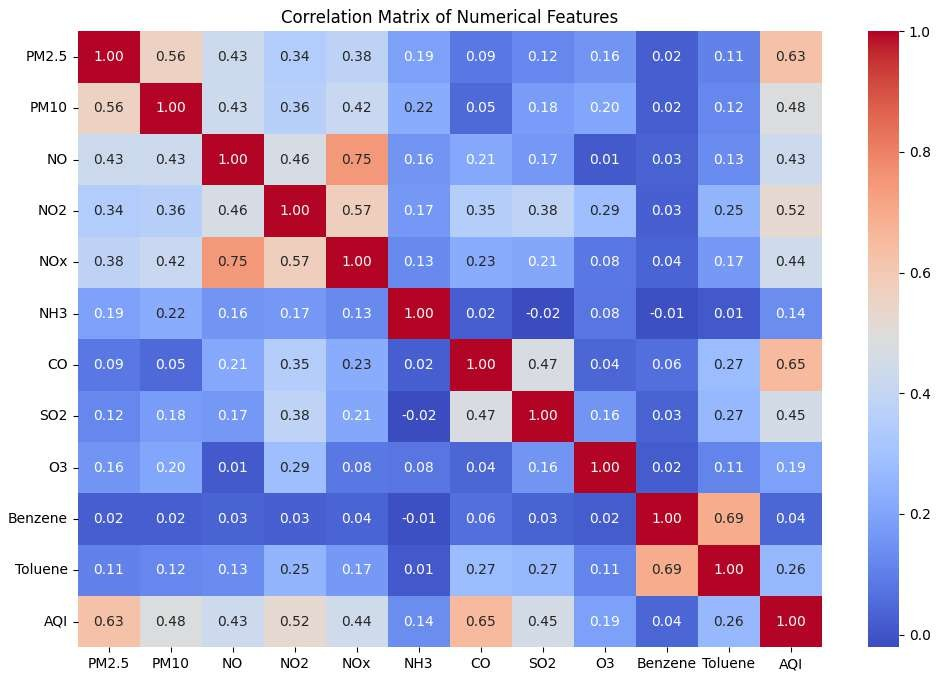 Correlation Matrix of Numerical Features
PM2.5 1.00 0.56 0.43 0.34 0.38 0.19 0.09 0.12 0.16 0.02 0.11 0.63
PM10 0.56 1.00 0.43 0.36 0.42 0.22 0.05 0.18 0.20 0.02 0.12 0.48
NO 0.43 0.43 1.00 0.46 0.75 0.16 0.21 0.17 0.01 0.03 0.13 0.43
NO2 0.34 0.36 0.46 1.00 0.57 0.17 0.35 0.38 0.29 0.03 0.25 0.52
NOx 0.38 0.42 0.75 0.57 1.00 0.13 0.23 0.21 0.08 0.04 0.17 0.44
NH3 0.19 0.22 0.16 0.17 0.13 1.00 0.02 -0.02 0.08 -0.01 0.01 0.14
CO 0.09 0.05 0.21 0.35 0.23 0.02 1.00 0.47 0.04 0.06 0.27 0.65
SO2 0.12 0.18 0.17 0.38 0.21 -0.02 0.47 1.00 0.16 0.03 0.27 0.45
O3 0.16 0.20 0.01 0.29 0.08 0.08 0.04 0.16 1.00 0.02 0.11 0.19
Benzene 0.02 0.02 0.03 0.03 0.04 -0.01 0.06 0.03 0.02 1.00 0.69 0.04
Toluene 0.11 0.12 0.13 0.25 0.17 0.01 0.27 0.27 0.11 0.69 1.00 0.26
AQI 0.63 0.48 0.43 0.52 0.44 0.14 0.65 0.45 0.19 0.04 0.26 1.00
PM2.5 PM10 NO NO2 NOx NH3 CO SO2 O3 Benzene Toluene AQI
1.0
0.8
0.6
0.4
0.2
0.0